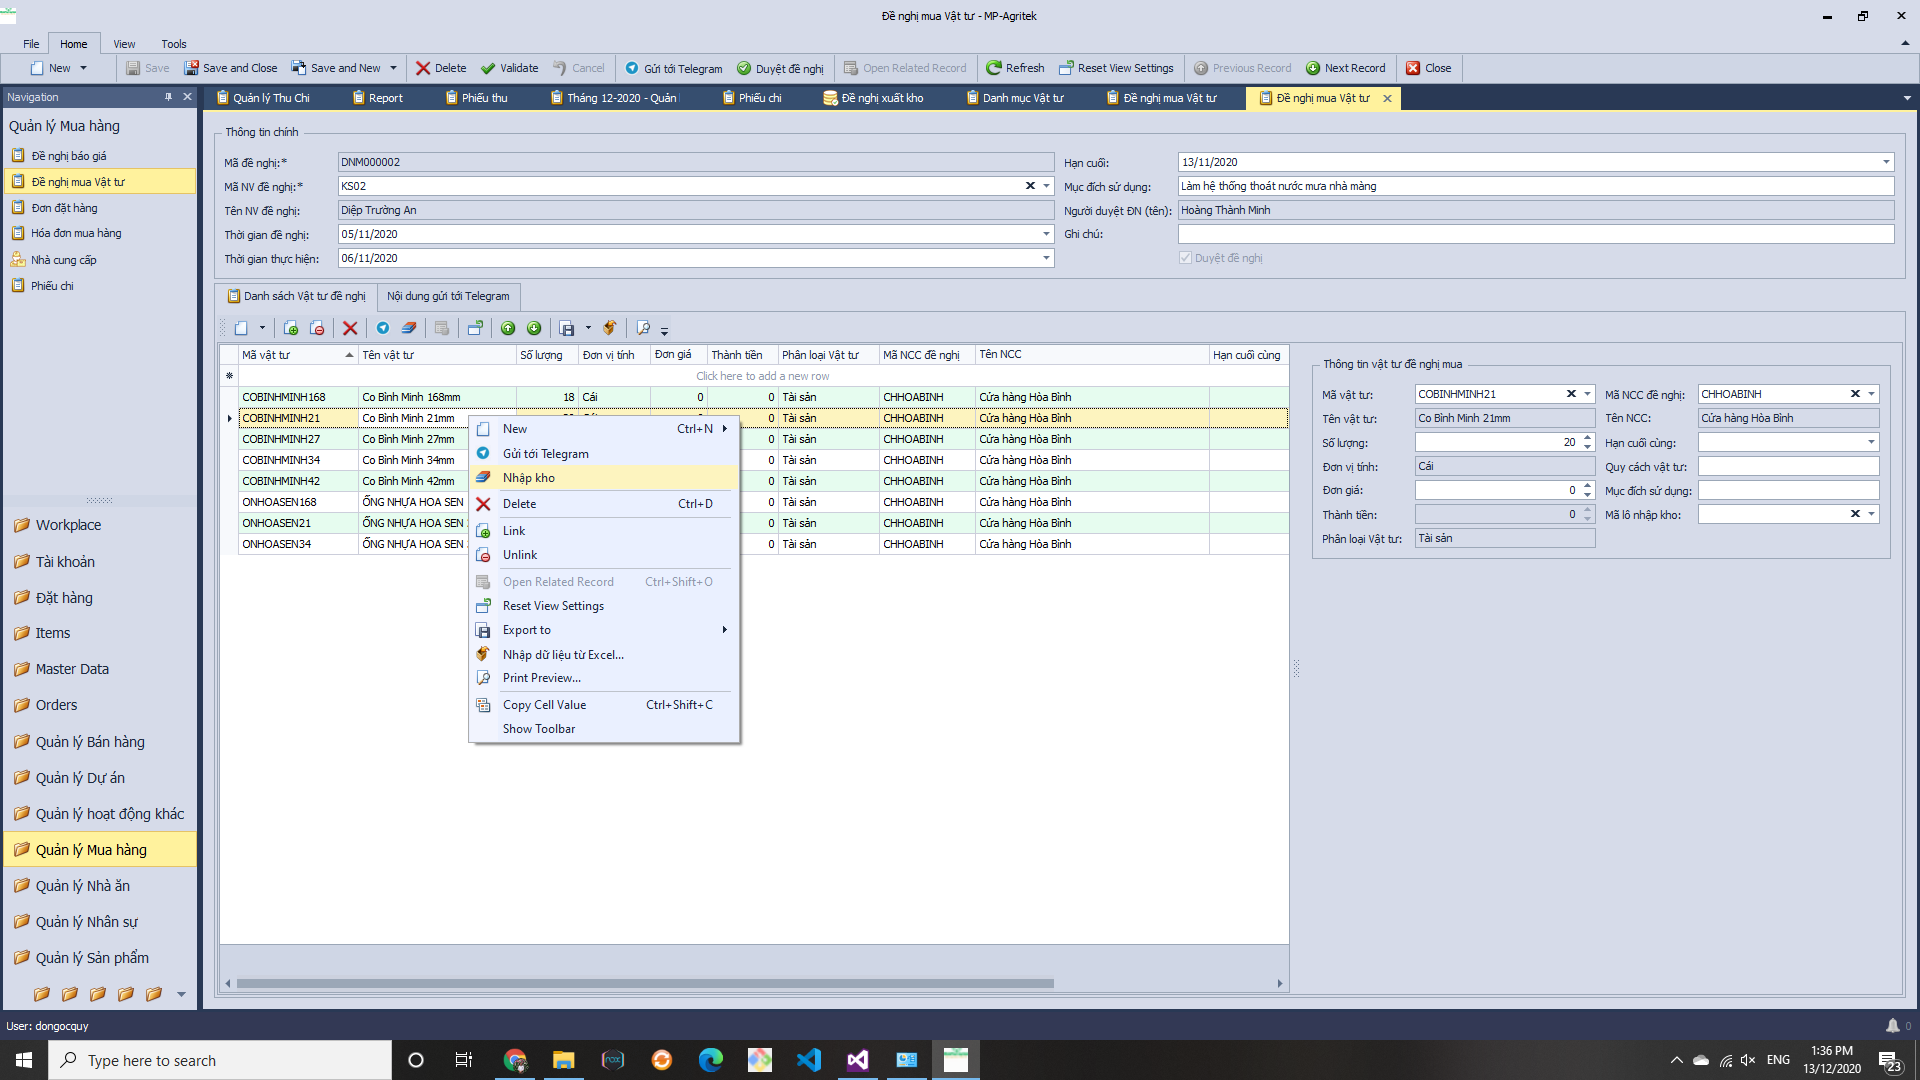 Đề nghị mua Vật tư - MP-Agritek
File Home View Tools
New Save Save and Close Save and New Delete Validate Cancel Gửi tới Telegram Duyệt đề nghị Open Related Record Refresh Reset View Settings Previous Record Next Record Close
Navigation
Quản lý Thu Chi Report Phiếu thu Tháng 12-2020 - Quản Phiếu chi Đề nghị xuất kho Danh mục Vật tư Đề nghị mua Vật tư Đề nghị mua Vật tư
Quản lý Mua hàng
Đề nghị báo giá
Đề nghị mua Vật tư
Đơn đặt hàng
Hóa đơn mua hàng
Nhà cung cấp
Phiếu chi
Thông tin chính
Mã đề nghị:* DNM000002 Hạn cuối: 13/11/2020
Mã NV đề nghị:* KS02 Mục đích sử dụng: Làm hệ thống thoát nước mưa nhà màng
Tên NV đề nghị: Diệp Trường An Người duyệt ĐN (tên): Hoàng Thành Minh
Thời gian đề nghị: 05/11/2020 Ghi chú:
Thời gian thực hiện: 06/11/2020 Duyệt đề nghị
Danh sách Vật tư đề nghị Nội dung gửi tới Telegram
Mã vật tư Tên vật tư Số lượng Đơn vị tính Đơn giá Thành tiền Phân loại Vật tư Mã NCC đề nghị Tên NCC Hạn cuối cùng
Click here to add a new row
COBINHMINH168 Co Bình Minh 168mm 18 Cái 0 0 Tài sản CHHOABINH Cửa hàng Hòa Bình
COBINHMINH21 Co Bình Minh 21mm CHHOABINH Cửa hàng Hòa Bình
COBINHMINH27 Co Bình Minh 27mm 0 Tài sản CHHOABINH Cửa hàng Hòa Bình
COBINHMINH34 Co Bình Minh 34mm 0 Tài sản CHHOABINH Cửa hàng Hòa Bình
COBINHMINH42 Co Bình Minh 42mm 0 Tài sản CHHOABINH Cửa hàng Hòa Bình
ONHOASEN168 ỐNG NHỰA HOA SEN 0 Tài sản CHHOABINH Cửa hàng Hòa Bình
ONHOASEN21 ỐNG NHỰA HOA SEN 0 Tài sản CHHOABINH Cửa hàng Hòa Bình
ONHOASEN34 ỐNG NHỰA HOA SEN 0 Tài sản CHHOABINH Cửa hàng Hòa Bình
New Ctrl+N
Gửi tới Telegram
Nhập kho
Delete Ctrl+D
Link
Unlink
Open Related Record Ctrl+Shift+O
Reset View Settings
Export to
Nhập dữ liệu từ Excel...
Print Preview...
Copy Cell Value Ctrl+Shift+C
Show Toolbar
Thông tin vật tư đề nghị mua
Mã vật tư: COBINHMINH21 Mã NCC đề nghị: CHHOABINH
Tên vật tư: Co Bình Minh 21mm Tên NCC: Cửa hàng Hòa Bình
Số lượng: 20 Hạn cuối cùng:
Đơn vị tính: Cái Quy cách vật tư:
Đơn giá: 0 Mục đích sử dụng:
Thành tiền: 0 Mã lô nhập kho:
Phân loại Vật tư: Tài sản
Workplace
Tài khoản
Đặt hàng
Items
Master Data
Orders
Quản lý Bán hàng
Quản lý Dự án
Quản lý hoạt động khác
Quản lý Mua hàng
Quản lý Nhà ăn
Quản lý Nhân sự
Quản lý Sản phẩm
User: dongocquy 0
Type here to search
ENG 1:36 PM
13/12/2020
23